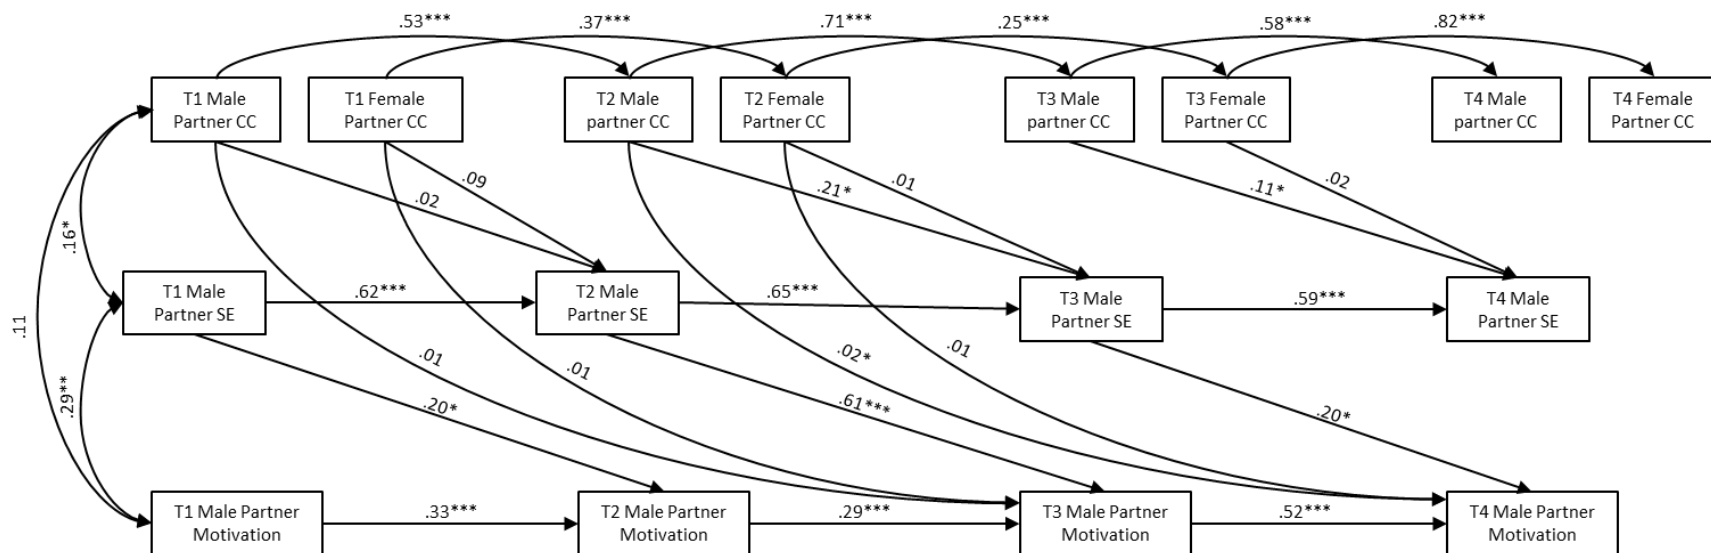 .53***
.37***
.71***
.25***
.58***
.82***
T1 Male
Partner CC
T1 Female
Partner CC
T2 Male
partner CC
T2 Female
Partner CC
T3 Male
partner CC
T3 Female
Partner CC
T4 Male
partner CC
T4 Female
Partner CC
.09
.02
.21*
.01
.11*
.02
.16*
.11
.29**
T1 Male
Partner SE
.62***
T2 Male
Partner SE
.65***
T3 Male
Partner SE
.59***
T4 Male
Partner SE
.01
.01
.02*
.01
.20*
.61***
.20*
T1 Male Partner
Motivation
.33***
T2 Male Partner
Motivation
.29***
T3 Male Partner
Motivation
.52***
T4 Male Partner
Motivation